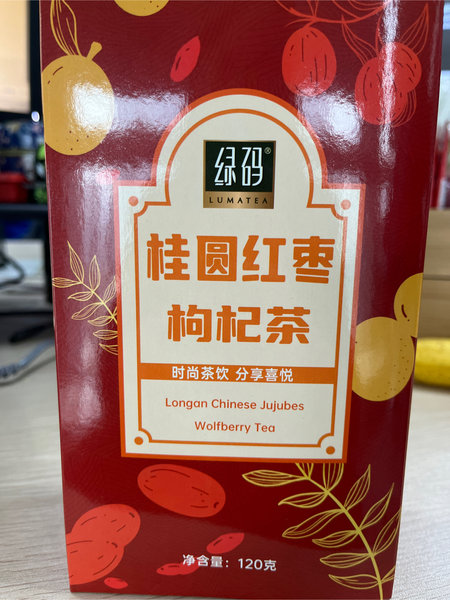 绿码®
LUMATEA
桂圆红枣
枸杞茶
时尚茶饮 分享喜悦
Longan Chinese Jujubes
Wolfberry Tea
净含量：120克